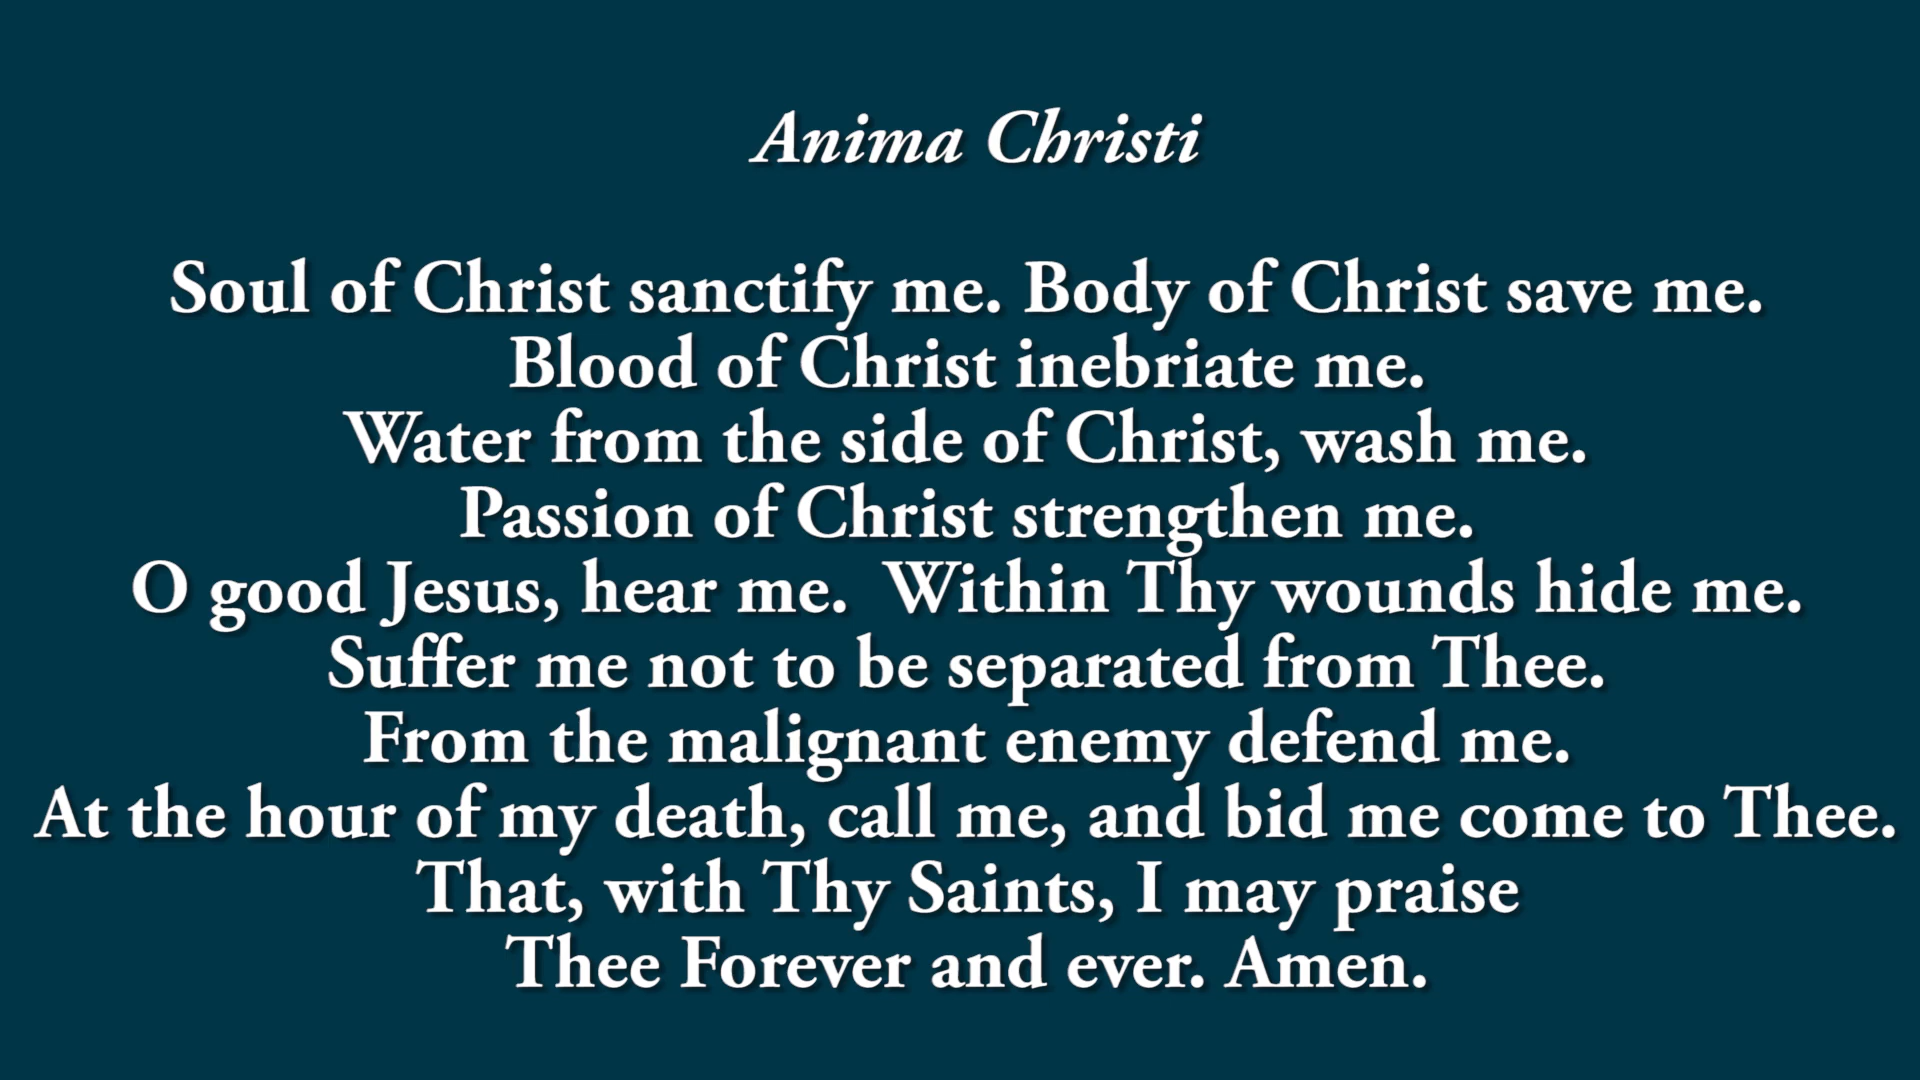 Anima Christi
Soul of Christ sanctify me. Body of Christ save me.
Blood of Christ inebriate me.
Water from the side of Christ, wash me.
Passion of Christ strengthen me.
O good Jesus, hear me.  Within Thy wounds hide me.
Suffer me not to be separated from Thee.
From the malignant enemy defend me.
At the hour of my death, call me, and bid me come to Thee.
That, with Thy Saints, I may praise
Thee Forever and ever. Amen.